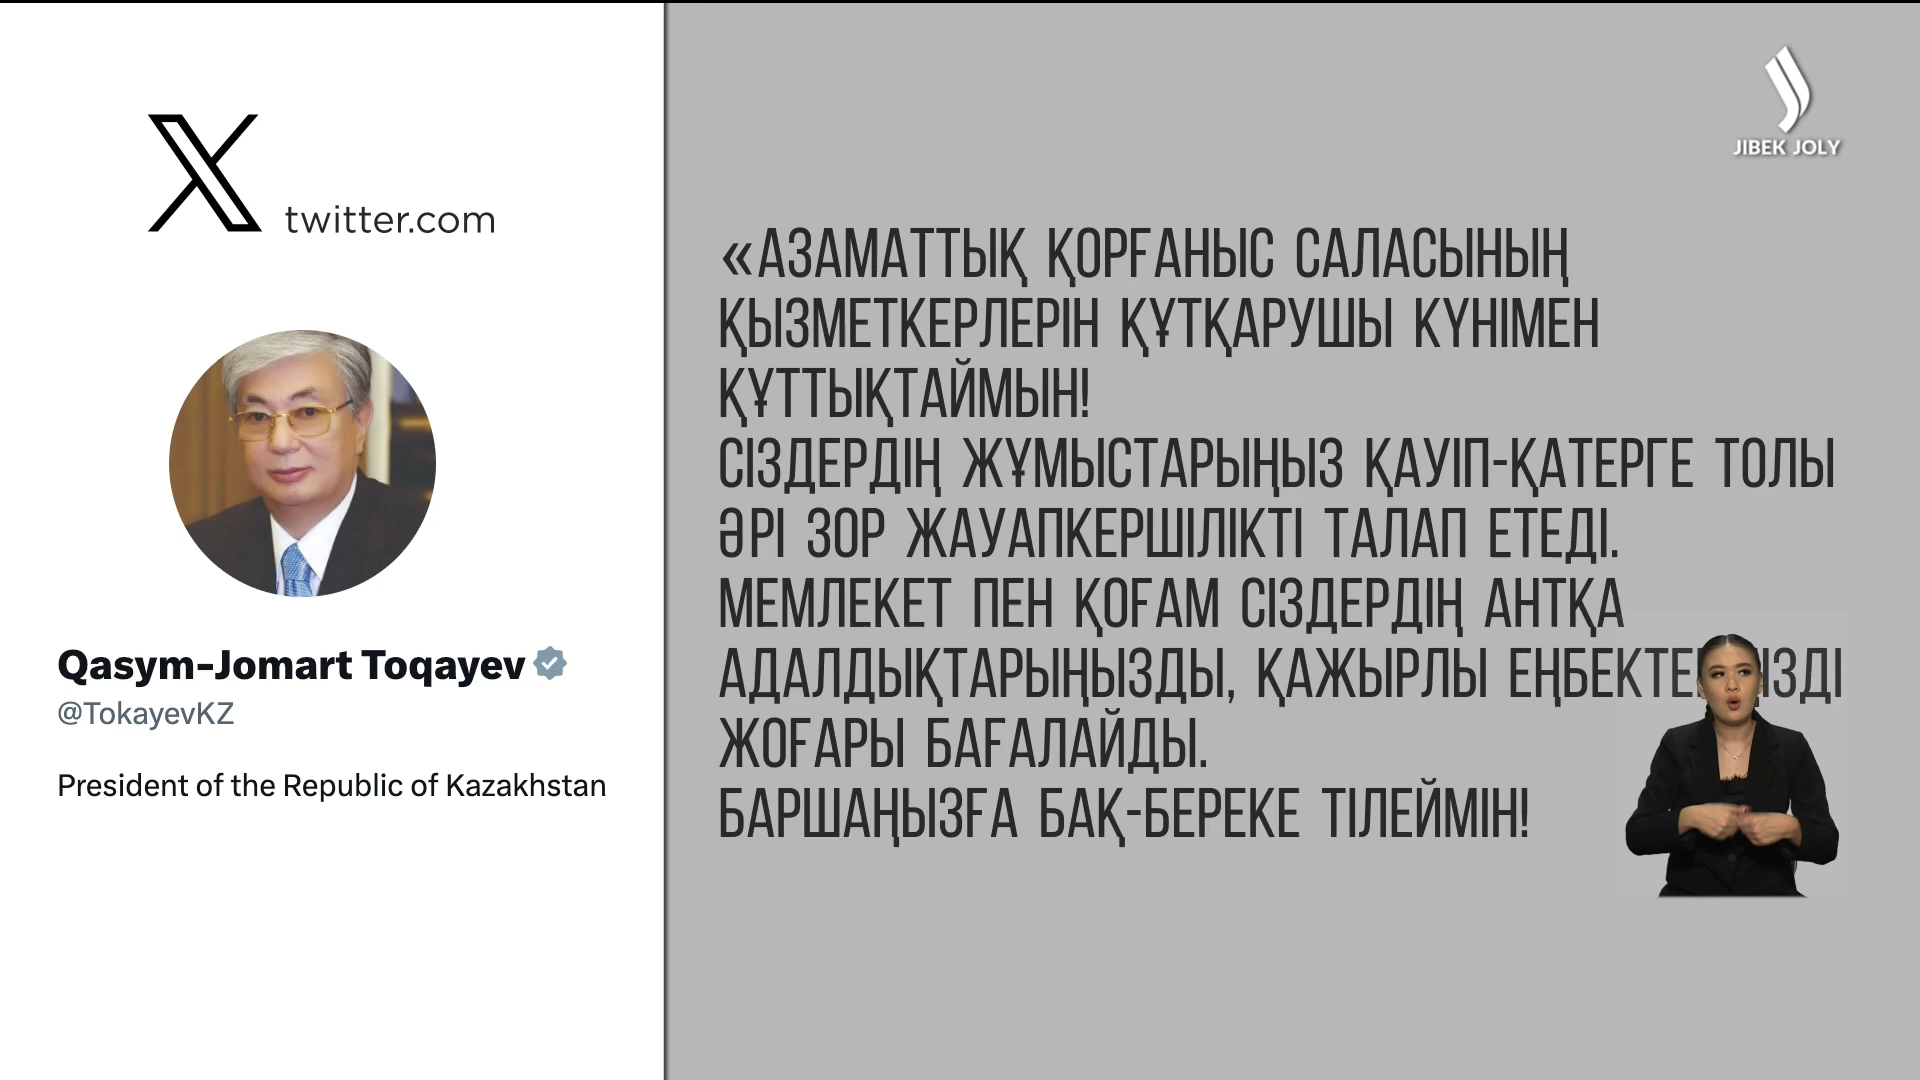 twitter.com
Qasym-Jomart Toqayev
@TokayevKZ
President of the Republic of Kazakhstan
JIBEK JOLY
«АЗАМАТТЫҚ ҚОРҒАНЫС САЛАСЫНЫҢ
ҚЫЗМЕТКЕРЛЕРІН ҚҰТҚАРУШЫ КҮНІМЕН
ҚҰТТЫҚТАЙМЫН!
СІЗДЕРДІҢ ЖҰМЫСТАРЫҢЫЗ ҚАУІП-ҚАТЕРГЕ ТОЛЫ
ӘРІ ЗОР ЖАУАПКЕРШІЛІКТІ ТАЛАП ЕТЕДІ.
МЕМЛЕКЕТ ПЕН ҚОҒАМ СІЗДЕРДІҢ АНТҚА
АДАЛДЫҚТАРЫҢЫЗДЫ, ҚАЖЫРЛЫ
ЖОҒАРЫ БАҒАЛАЙДЫ.
БАРШАҢЫЗҒА БАҚ-БЕРЕКЕ ТІЛЕЙМІН!